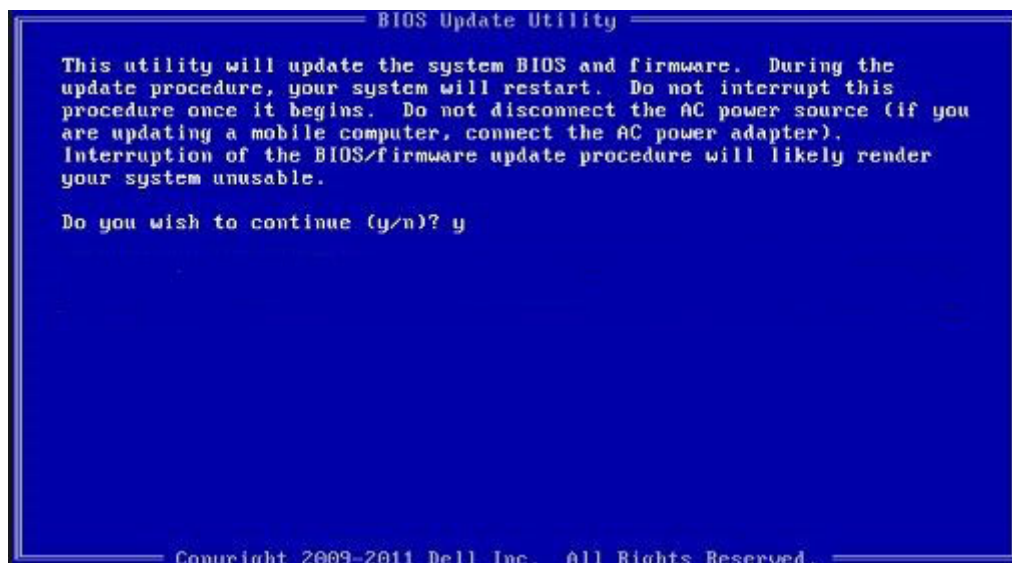 BIOS Update Utility
This utility will update the system BIOS and firmware. During the
update procedure, your system will restart. Do not interrupt this
procedure once it begins. Do not disconnect the AC power source (if you
are updating a mobile computer, connect the AC power adapter).
Interruption of the BIOS/firmware update procedure will likely render
your system unusable.
Do you wish to continue (y/n)? y
Copyright 2009-2011 Dell Inc. All Rights Reserved.